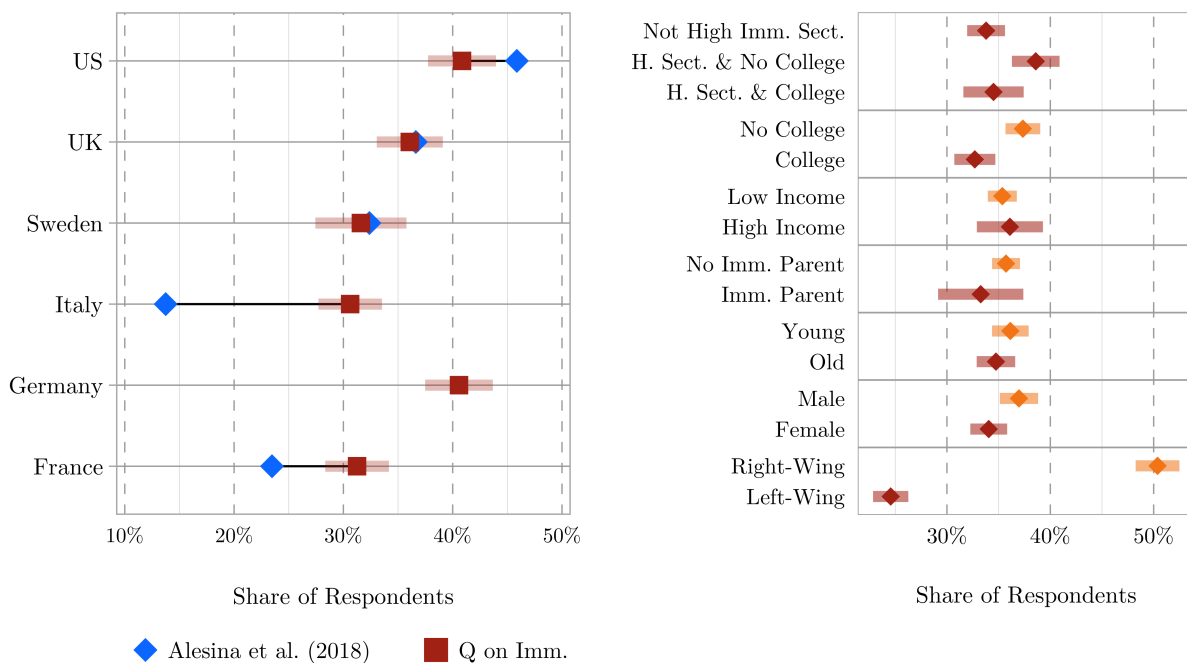 US
UK
Sweden
Italy
Germany
France
10% 20% 30% 40% 50%
Share of Respondents
Alesina et al. (2018) Q on Imm.
Not High Imm. Sect.
H. Sect. & No College
H. Sect. & College
No College
College
Low Income
High Income
No Imm. Parent
Imm. Parent
Young
Old
Male
Female
Right-Wing
Left-Wing
30% 40% 50%
Share of Respondents